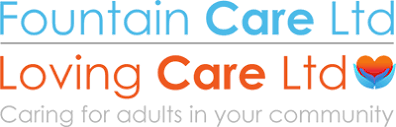 Fountain Care Ltd
Loving Care Ltd
Caring for adults in your community